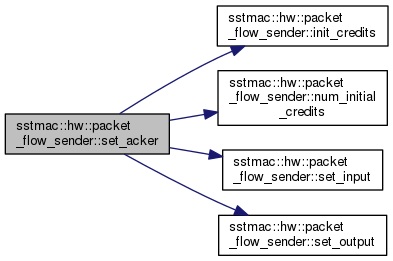 sstmac::hw::packet
_flow_sender::set_acker
sstmac::hw::packet
_flow_sender::init_credits
sstmac::hw::packet
_flow_sender::num_initial
_credits
sstmac::hw::packet
_flow_sender::set_input
sstmac::hw::packet
_flow_sender::set_output